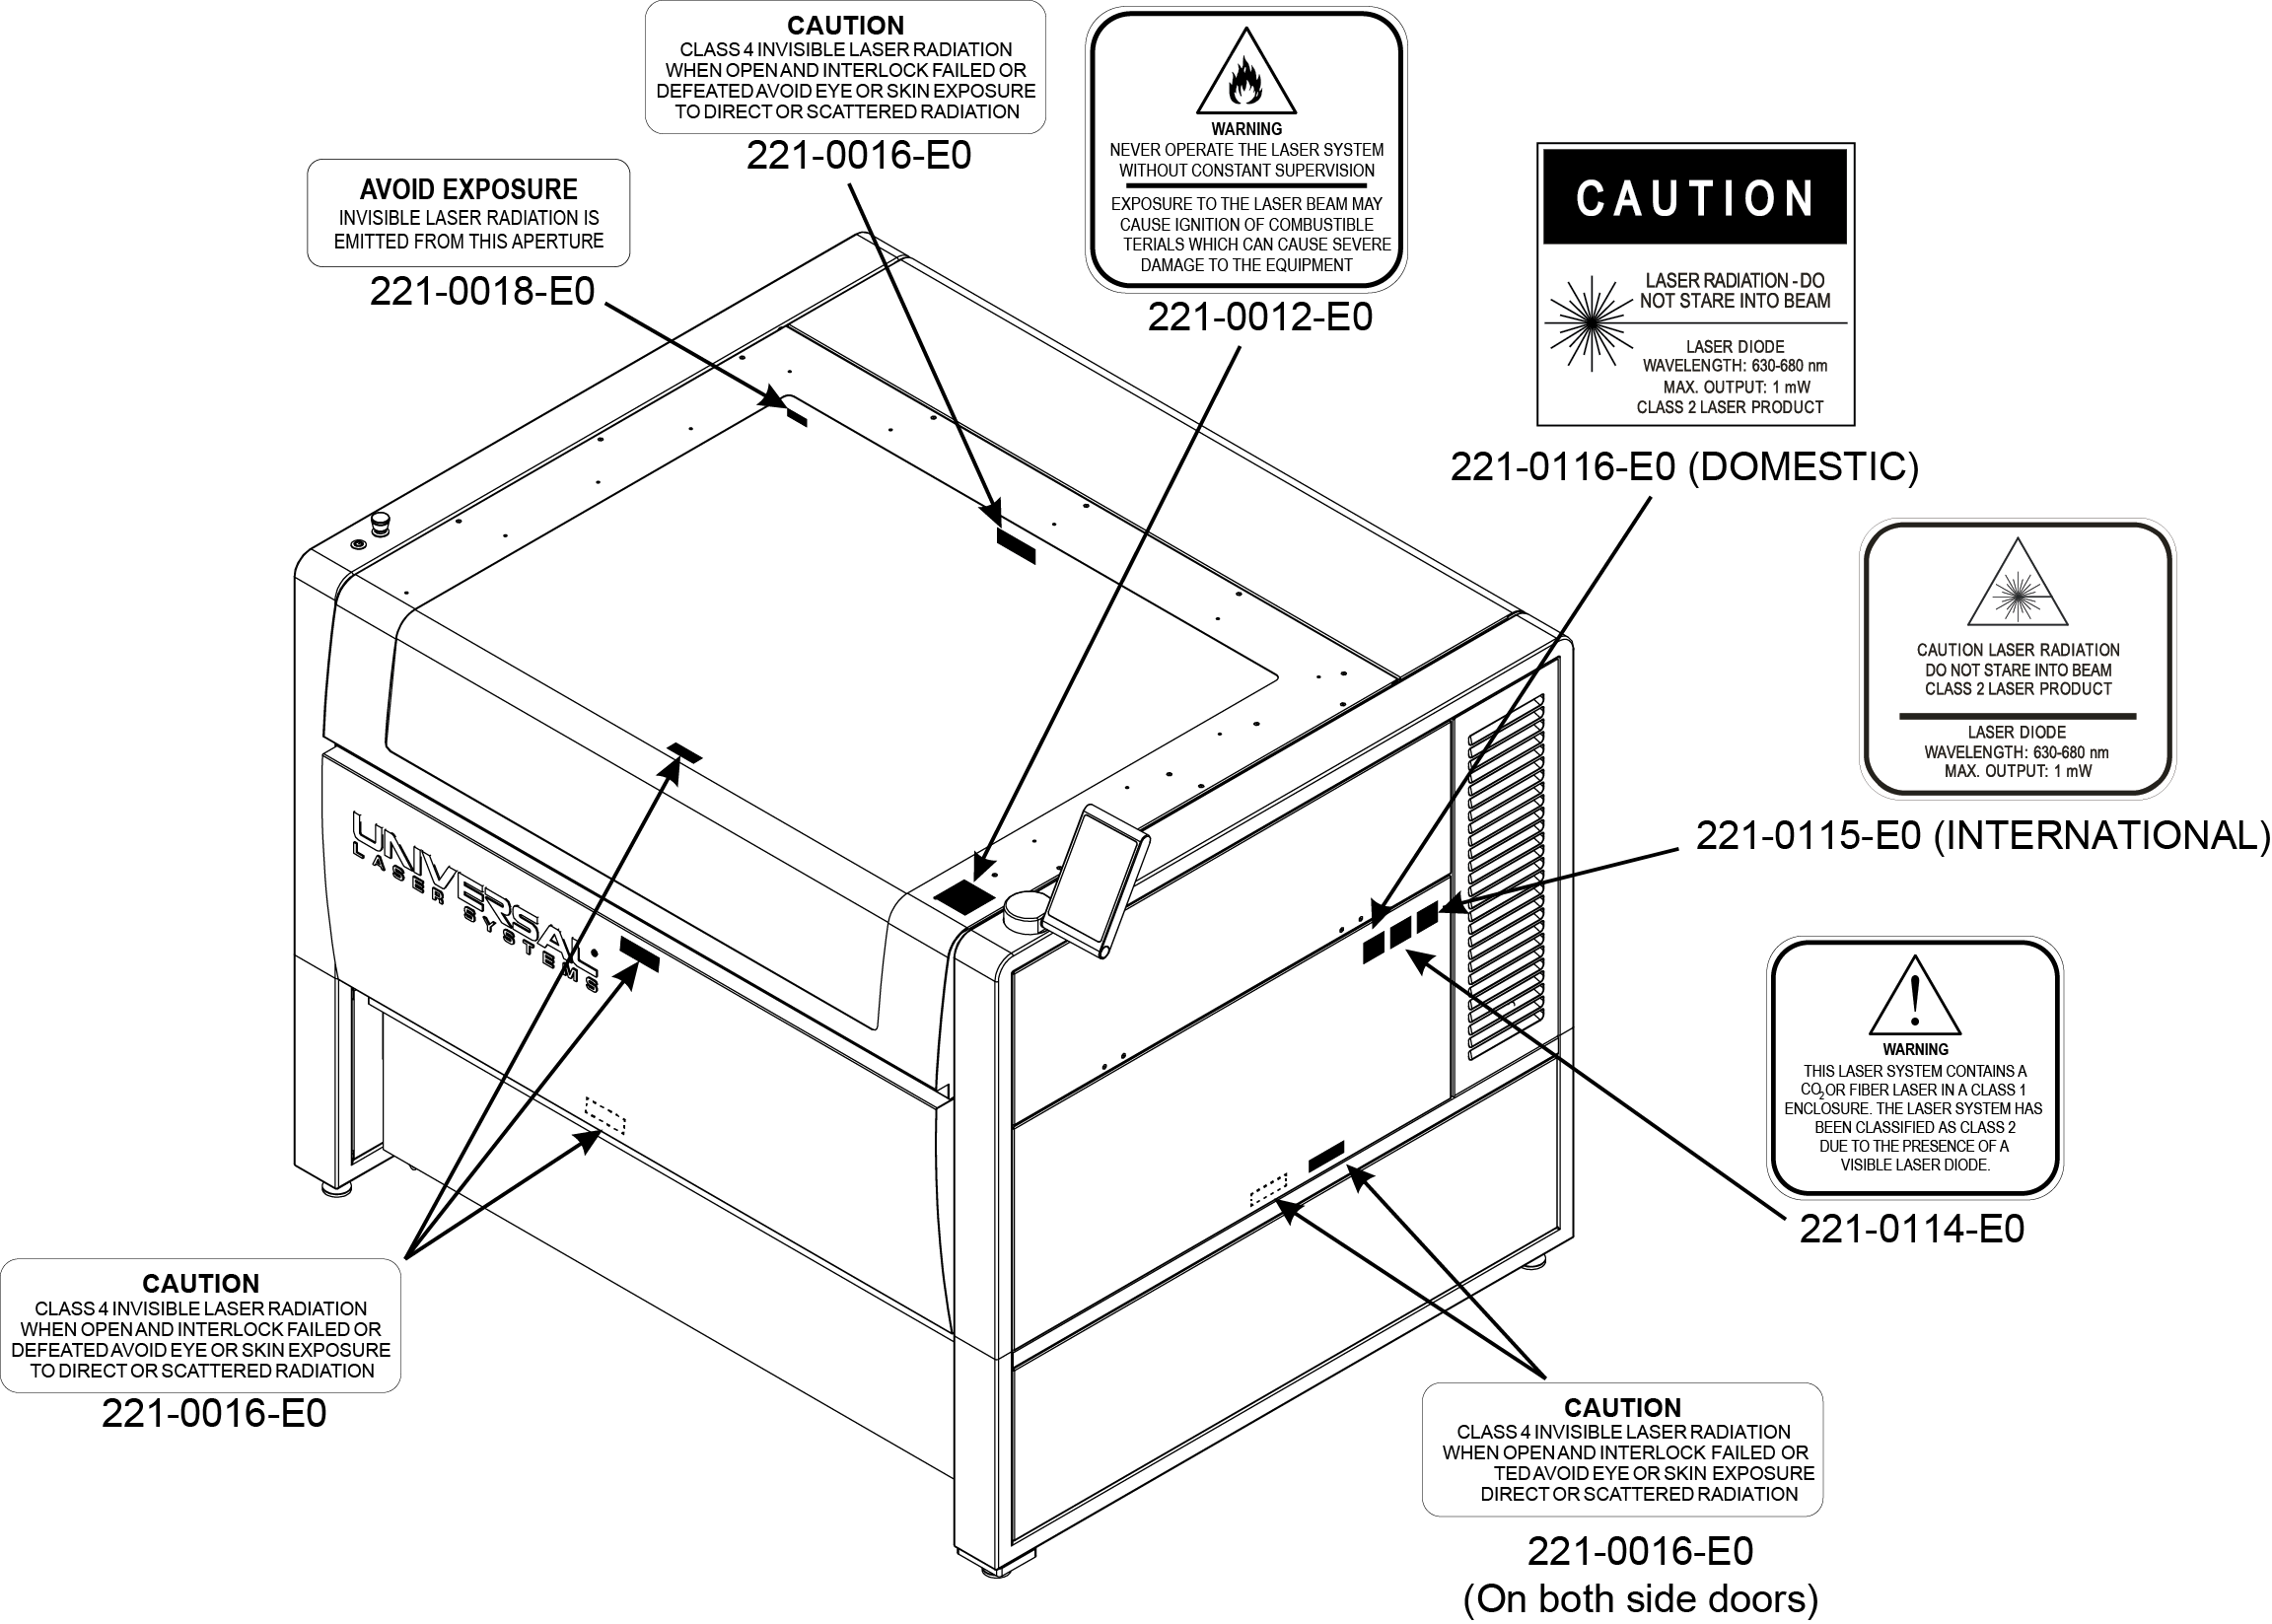 CAUTION
CLASS 4 INVISIBLE LASER RADIATION
WHEN OPEN AND INTERLOCK FAILED OR
DEFEATED AVOID EYE OR SKIN EXPOSURE
TO DIRECT OR SCATTERED RADIATION
221-0016-E0
WARNING
NEVER OPERATE THE LASER SYSTEM
WITHOUT CONSTANT SUPERVISION
EXPOSURE TO THE LASER BEAM MAY
CAUSE IGNITION OF COMBUSTIBLE
TERIALS WHICH CAN CAUSE SEVERE
DAMAGE TO THE EQUIPMENT
221-0012-E0
AVOID EXPOSURE
INVISIBLE LASER RADIATION IS
EMITTED FROM THIS APERTURE
221-0018-E0
CAUTION
LASER RADIATION - DO
NOT STARE INTO BEAM
LASER DIODE
WAVELENGTH: 630-680 nm
MAX. OUTPUT: 1 mW
CLASS 2 LASER PRODUCT
221-0116-E0 (DOMESTIC)
CAUTION LASER RADIATION
DO NOT STARE INTO BEAM
CLASS 2 LASER PRODUCT
LASER DIODE
WAVELENGTH: 630-680 nm
MAX. OUTPUT: 1 mW
221-0115-E0 (INTERNATIONAL)
UNIVERSAL
LASER SYSTEMS
!
WARNING
THIS LASER SYSTEM CONTAINS A
CO2 OR FIBER LASER IN A CLASS 1
ENCLOSURE. THE LASER SYSTEM HAS
BEEN CLASSIFIED AS CLASS 2
DUE TO THE PRESENCE OF A
VISIBLE LASER DIODE.
221-0114-E0
CAUTION
CLASS 4 INVISIBLE LASER RADIATION
WHEN OPEN AND INTERLOCK FAILED OR
DEFEATED AVOID EYE OR SKIN EXPOSURE
TO DIRECT OR SCATTERED RADIATION
221-0016-E0
CAUTION
CLASS 4 INVISIBLE LASER RADIATION
WHEN OPEN AND INTERLOCK FAILED OR
TED AVOID EYE OR SKIN EXPOSURE
DIRECT OR SCATTERED RADIATION
221-0016-E0
(On both side doors)